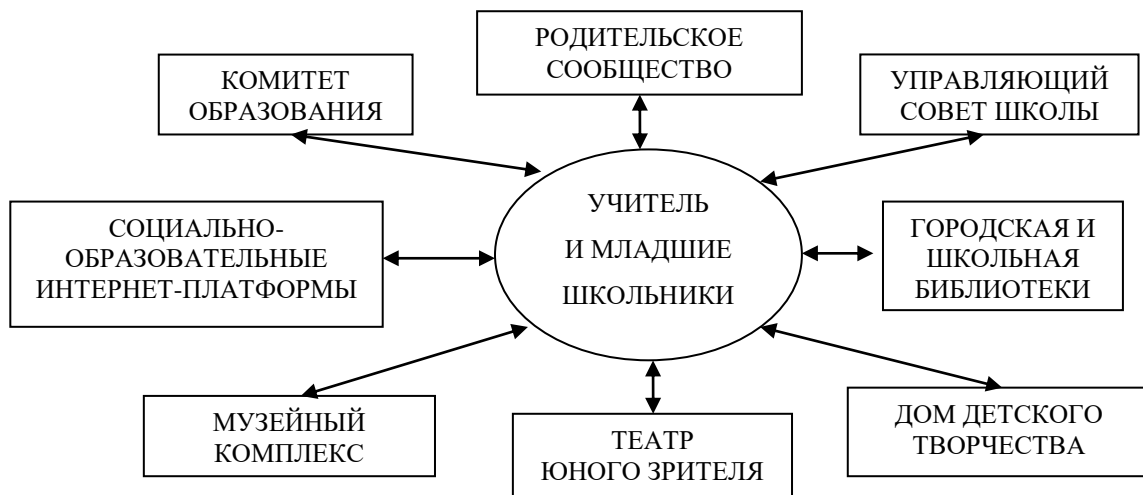 РОДИТЕЛЬСКОЕ
СООБЩЕСТВО
КОМИТЕТ
ОБРАЗОВАНИЯ
УПРАВЛЯЮЩИЙ
СОВЕТ ШКОЛЫ
УЧИТЕЛЬ
И МЛАДШИЕ
ШКОЛЬНИКИ
СОЦИАЛЬНО-
ОБРАЗОВАТЕЛЬНЫЕ
ИНТЕРНЕТ-ПЛАТФОРМЫ
ГОРОДСКАЯ И
ШКОЛЬНАЯ
БИБЛИОТЕКИ
МУЗЕЙНЫЙ
КОМПЛЕКС
ТЕАТР
ЮНОГО ЗРИТЕЛЯ
ДОМ ДЕТСКОГО
ТВОРЧЕСТВА